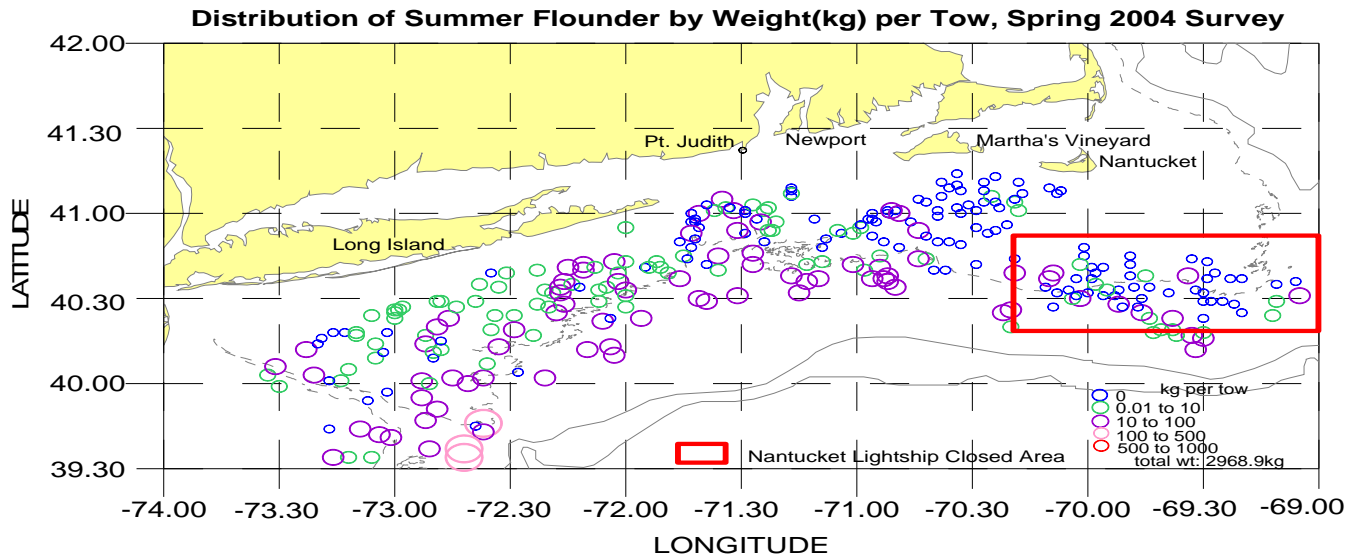 Distribution of Summer Flounder by Weight(kg) per Tow, Spring 2004 Survey
42.00
41.30
41.00
40.30
40.00
39.30
LATITUDE
Pt. Judith
Newport
Martha's Vineyard
Nantucket
Long Island
kg per tow
0
0.01 to 10
10 to 100
100 to 500
500 to 1000
total wt: 2968.9kg
Nantucket Lightship Closed Area
-74.00 -73.30 -73.00 -72.30 -72.00 -71.30 -71.00 -70.30 -70.00 -69.30 -69.00
LONGITUDE